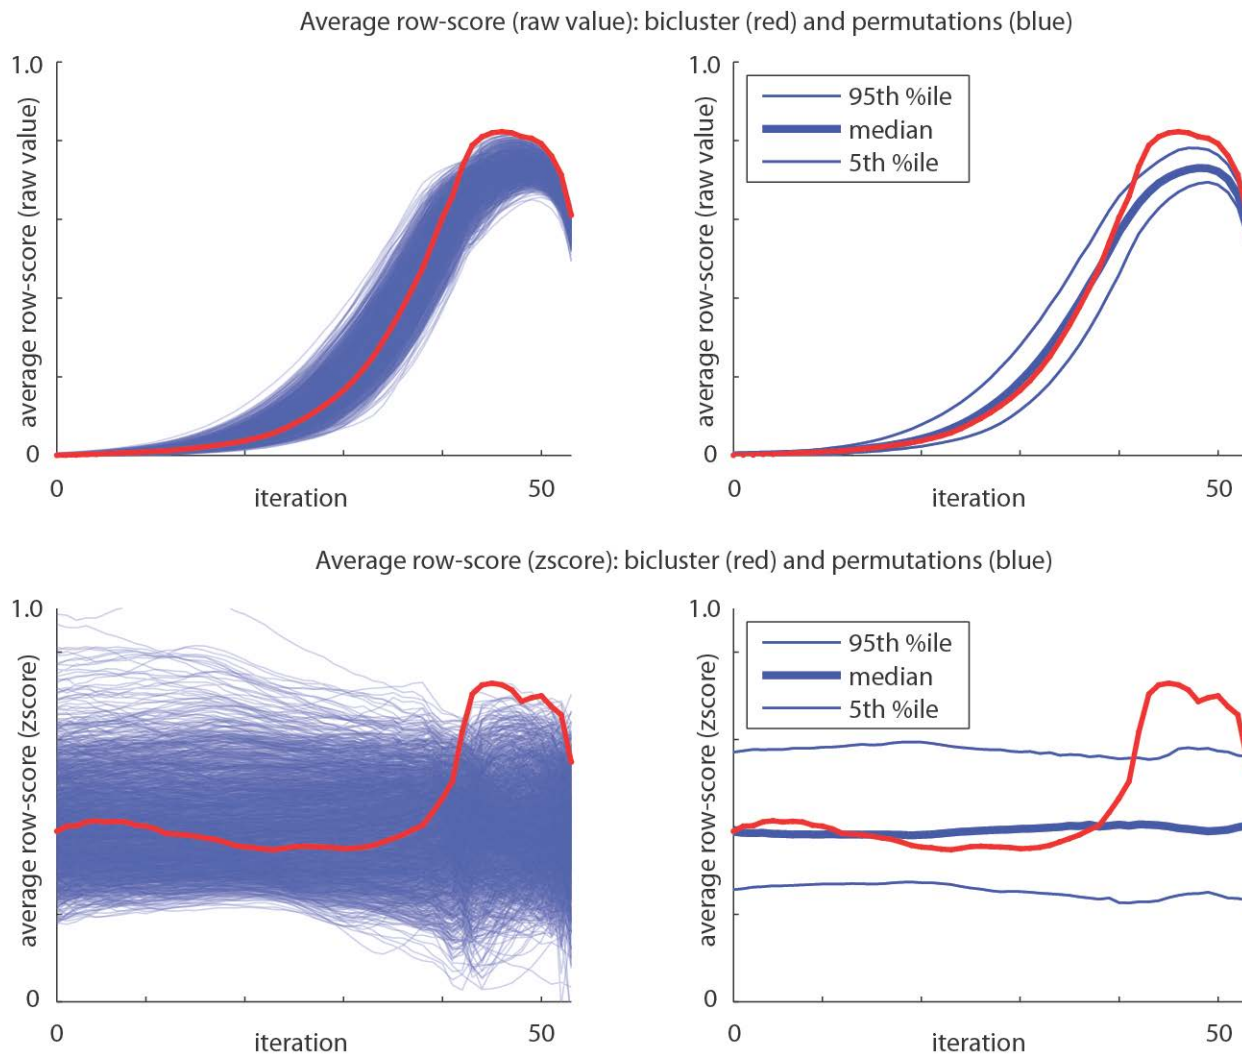 Average row-score (raw value): bicluster (red) and permutations (blue)
1.0
average row-score (raw value)
0
0
iteration
50
1.0
average row-score (raw value)
0
95th %ile
median
5th %ile
0
iteration
50
Average row-score (zscore): bicluster (red) and permutations (blue)
1.0
average row-score (zscore)
0
0
iteration
50
1.0
average row-score (zscore)
0
95th %ile
median
5th %ile
0
iteration
50